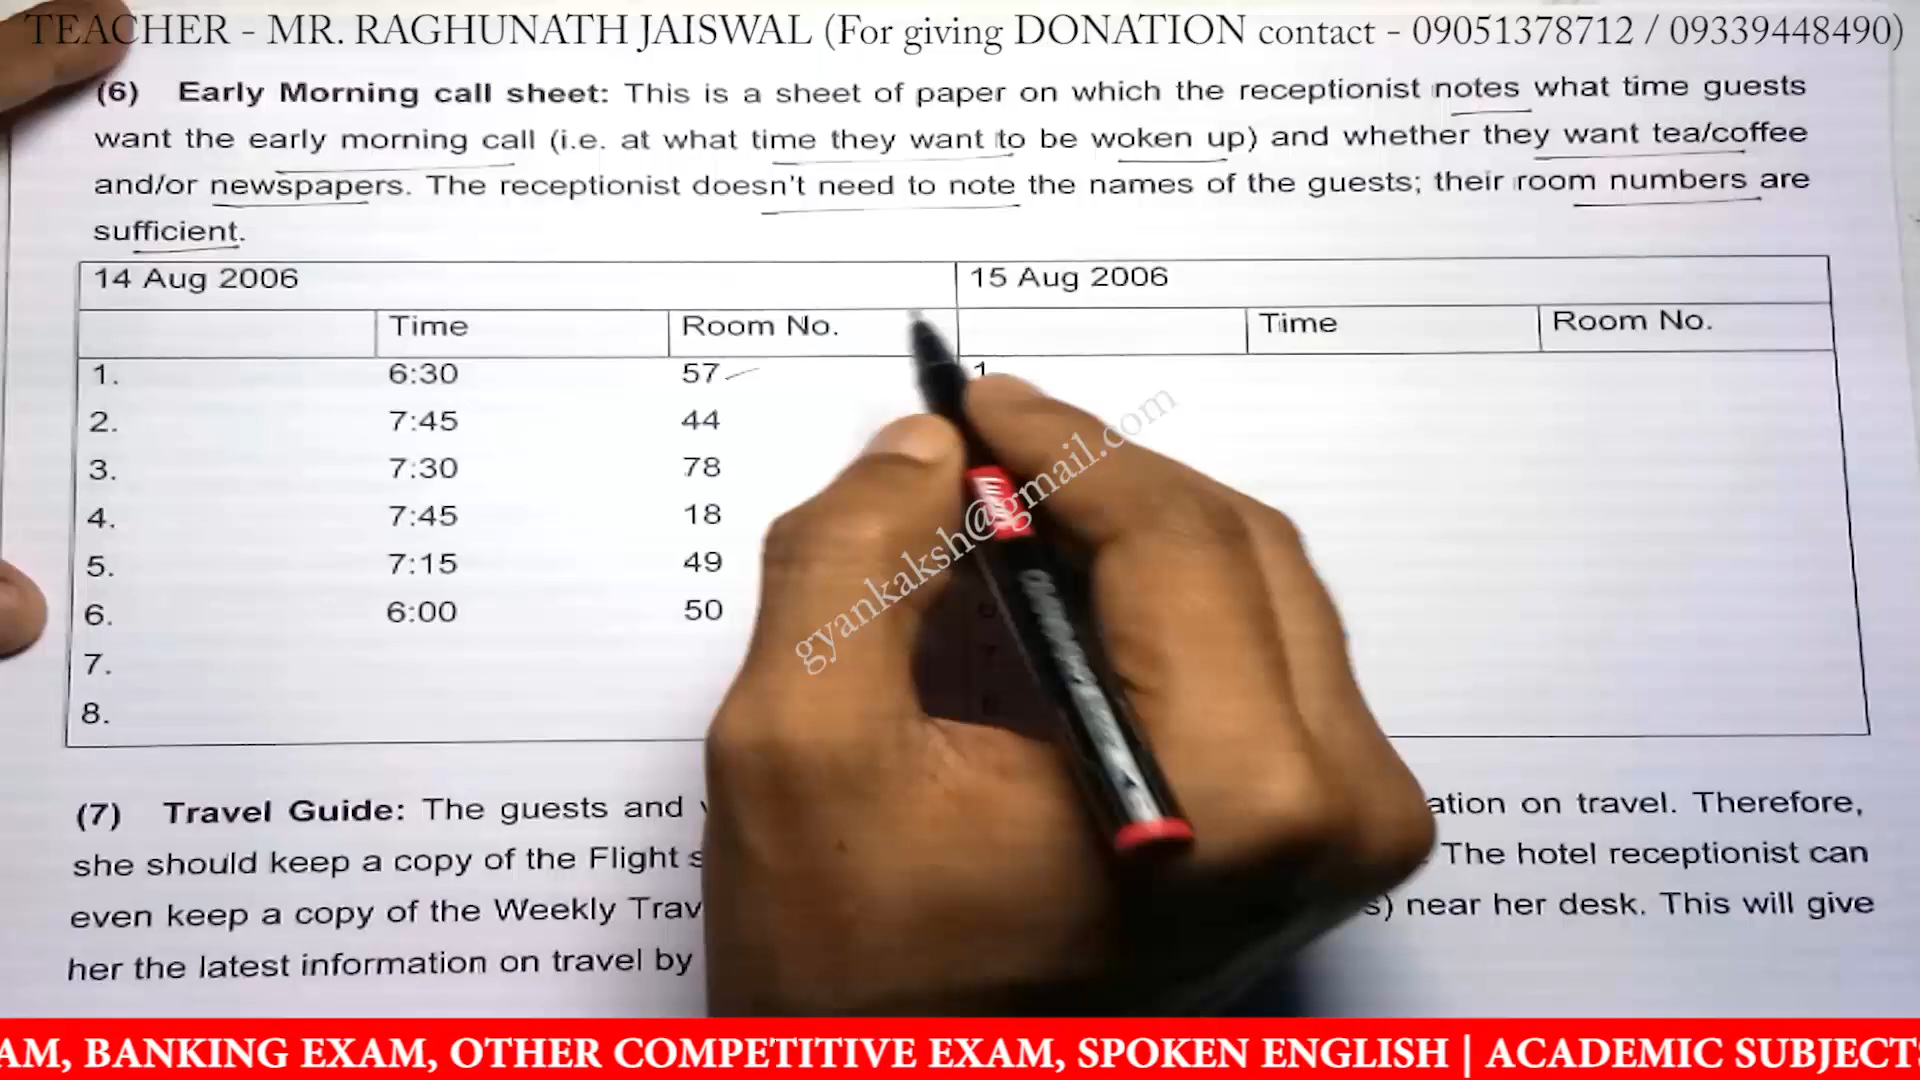 TEACHER - MR. RAGHUNATH JAISWAL (For giving DONATION contact - 09051378712 / 09339448490)
(6) Early Morning call sheet: This is a sheet of paper on which the receptionist notes what time guests
want the early morning call (i.e. at what time they want to be woken up) and whether they want tea/coffee
and/or newspapers. The receptionist doesn't need to note the names of the guests; their room numbers are
sufficient.
14 Aug 2006 15 Aug 2006
Time Room No. Time Room No.
1. 6:30 57 1.
2. 7:45 44
3. 7:30 78
4. 7:45 18
5. 7:15 49
6. 6:00 50
7.
8.
gyankaksh@gmail.com
(7) Travel Guide: The guests and ation on travel. Therefore,
she should keep a copy of the Flight s The hotel receptionist can
even keep a copy of the Weekly Trav s) near her desk. This will give
her the latest information on travel by
AM, BANKING EXAM, OTHER COMPETITIVE EXAM, SPOKEN ENGLISH | ACADEMIC SUBJECTS